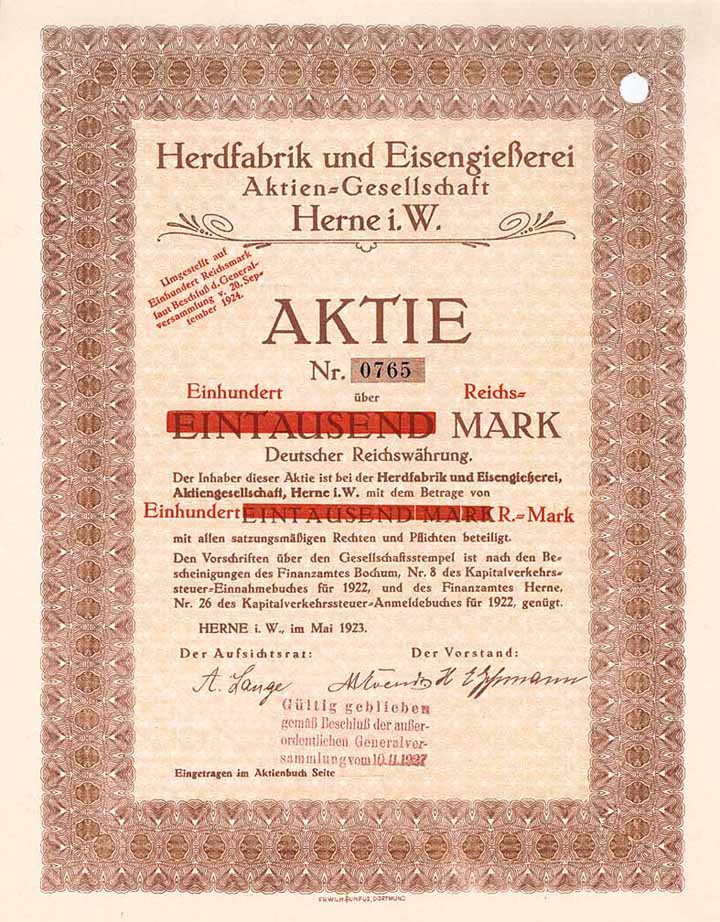 Herdfabrik und Eisengießerei
Aktien=Gesellschaft
Herne i. W.
Umgestellt auf
Einhundert Reichsmark
laut Beschluß d. General-
versammlung v. 20. Sep-
tember 1924.
AKTIE
Nr. 0765
Einhundert über Reichs=
EINTAUSEND MARK
Deutscher Reichswährung.
Der Inhaber dieser Aktie ist bei der Herdfabrik und Eisengießerei,
Aktiengesellschaft, Herne i. W. mit dem Betrage von
Einhundert EINTAUSEND MARK R.=Mark
mit allen satzungsmäßigen Rechten und Pflichten beteiligt.
Den Vorschriften über den Gesellschaftsstempel ist nach den Be=
scheinigungen des Finanzamtes Bochum, Nr. 8 des Kapitalverkehrs=
steuer=Einnahmebuches für 1922, und des Finanzamtes Herne,
Nr. 26 des Kapitalverkehrssteuer=Anmeldebuches für 1922, genügt.
HERNE i. W., im Mai 1923.
Der Aufsichtsrat: Der Vorstand:
A. Lange
Gültig geblieben
gemäß Beschluß der außer-
ordentlichen Generalver-
sammlung vom 10.11.1927
Eingetragen im Aktienbuch Seite
FR. WILH. RUHFUS, DORTMUND